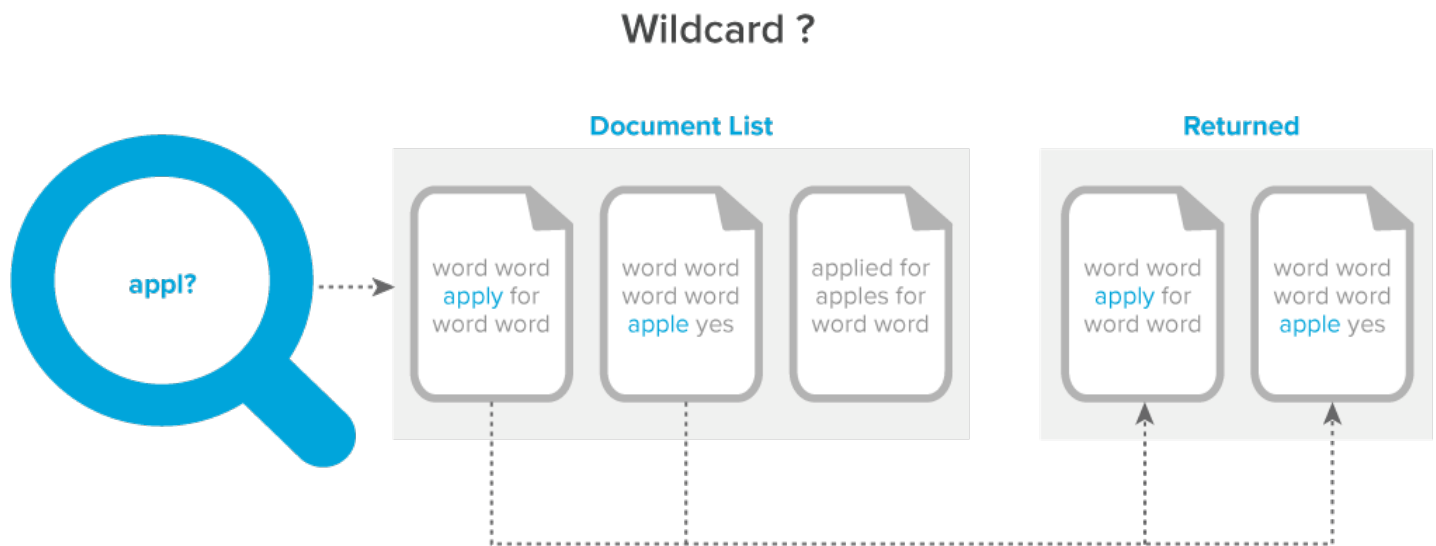 Wildcard ?
Document List
Returned
appl?
word word
apply for
word word
word word
word word
apple yes
applied for
apples for
word word
word word
apply for
word word
word word
word word
apple yes